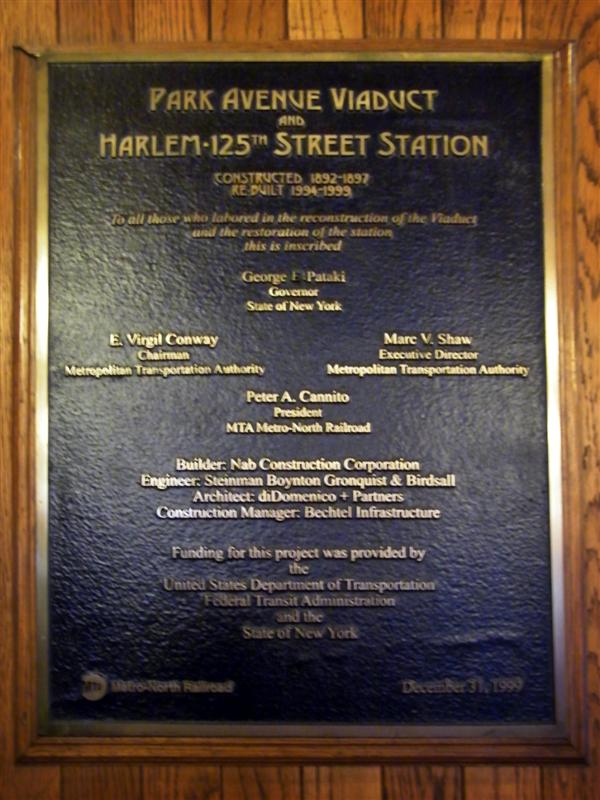 PARK AVENUE VIADUCT
AND
HARLEM·125TH STREET STATION
CONSTRUCTED 1892-1897
RE-BUILT 1994-1999
To all those who labored in the reconstruction of the Viaduct
and the restoration of the station,
this is inscribed
George E. Pataki
Governor
State of New York
E. Virgil Conway
Chairman
Metropolitan Transportation Authority
Marc V. Shaw
Executive Director
Metropolitan Transportation Authority
Peter A. Cannito
President
MTA Metro-North Railroad
Builder: Nab Construction Corporation
Engineer: Steinman Boynton Gronquist & Birdsall
Architect: diDomenico + Partners
Construction Manager: Bechtel Infrastructure
Funding for this project was provided by
the
United States Department of Transportation
Federal Transit Administration
and the
State of New York
MTA Metro-North Railroad
December 31, 1999